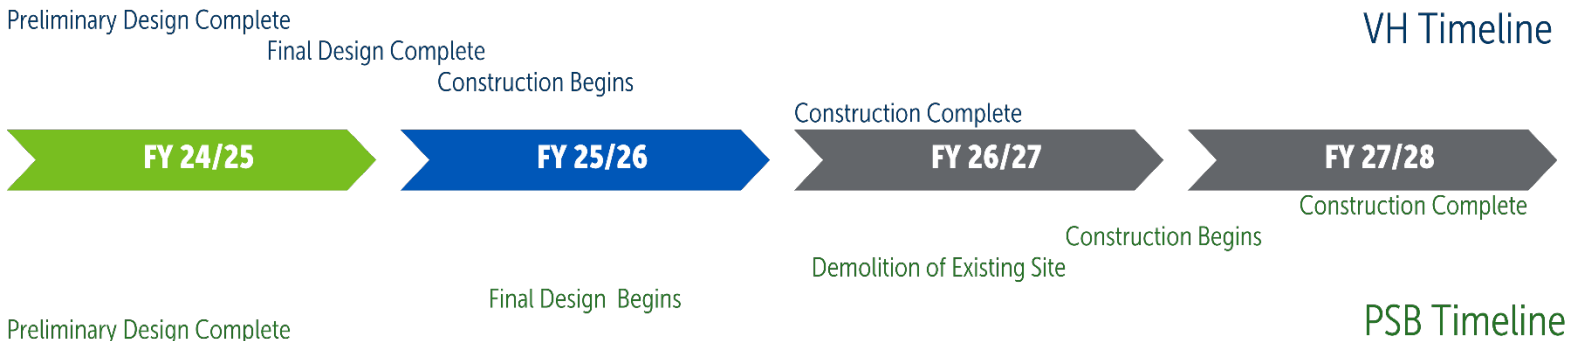 Preliminary Design Complete
VH Timeline
Final Design Complete
Construction Begins
Construction Complete
FY 24/25
FY 25/26
FY 26/27
FY 27/28
Construction Complete
Construction Begins
Demolition of Existing Site
Final Design  Begins
PSB Timeline
Preliminary Design Complete